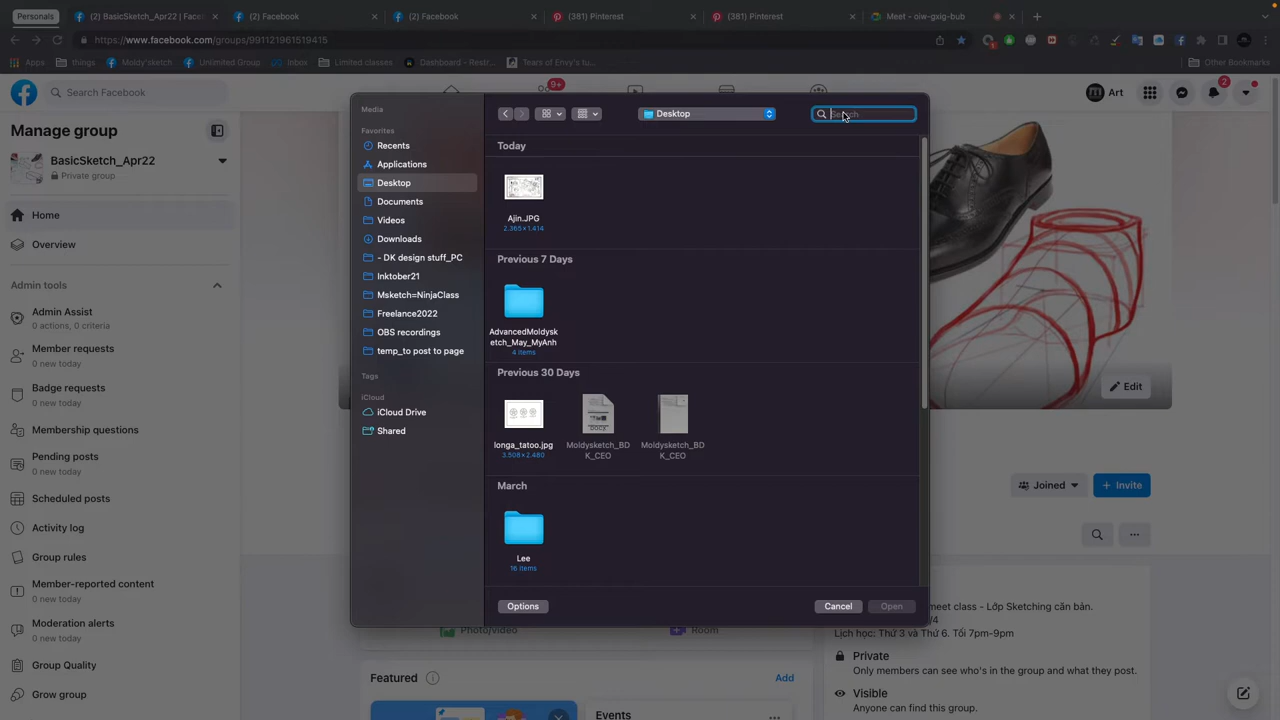 Personals
BasicSketch_Apr22 | Faceboo
(1) Facebook
(1) Facebook
(381) Pinterest
(381) Pinterest
Meet - oiw-gxig-bub
https://www.facebook.com/groups/991121961519415
Apps
things
Moldy'sketch
Unlimited Group
Inbox
Limited classes
Dashboard - Restr...
Tears of Envy's tu...
Other Bookmarks
Search Facebook
9+
Art
2
Manage group
BasicSketch_Apr22
Private group
Home
Overview
Admin tools
Admin Assist
0 actions, 0 criteria
Member requests
0 new today
Badge requests
0 new today
Membership questions
Pending posts
0 new today
Scheduled posts
Activity log
Group rules
Member-reported content
0 new today
Moderation alerts
0 new today
Group Quality
Grow group
Media
Favorites
Recents
Applications
Desktop
Documents
Videos
Downloads
- DK design stuff_PC
Inktober21
Msketch=NinjaClass
Freelance2022
OBS recordings
temp_to post to page
Tags
iCloud
iCloud Drive
Shared
Desktop
Search
Today
Ajin.JPG
2.365×1.414
Previous 7 Days
AdvancedMoldysk
etch_May_MyAnh
4 items
Previous 30 Days
longa_tatoo.jpg
3.508×2.480
DOCX
Moldysketch_BD
K_CEO
Moldysketch_BD
K_CEO
March
Lee
16 items
Options
Cancel
Open
Edit
Joined
+ Invite
Photo/video
Room
Featured
Add
Events
meet class - Lớp Sketching căn bản.
/4
Lịch học: Thứ 3 và Thứ 6. Tối 7pm-9pm
Private
Only members can see who's in the group and what they post.
Visible
Anyone can find this group.